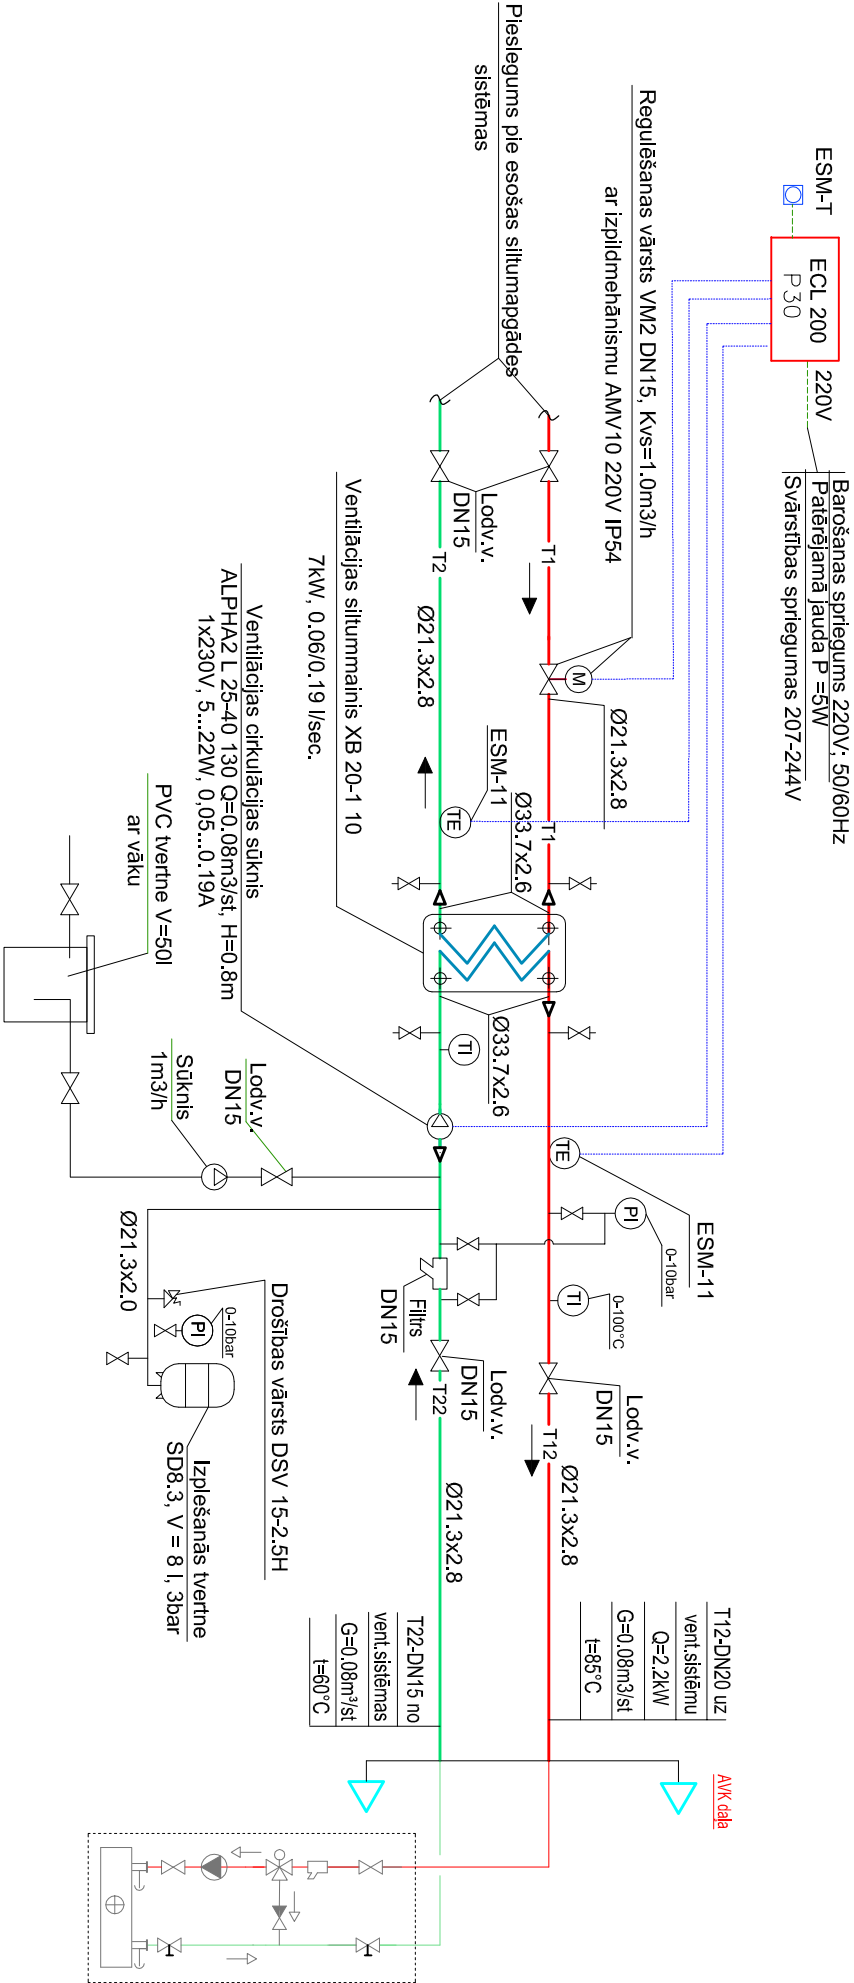 Pieslegums pie esošas siltumapgādes
sistēmas
Regulēšanas vārsts VM2 DN15, Kvs=1.0m3/h
ar izpildmehānismu AMV10 220V IP54
ESM-T
ECL 200
P30
220V
Barošanas spriegums 220V; 50/60Hz
Patērējamā jauda P =5W
Svārstības spriegumas 207-244V
Lodv.v.
DN15
T1
T2
Ø21.3x2.8
M
Ø21.3x2.8
Ventilācijas siltummainis XB 20-1 10
7kW, 0.06/0.19 l/sec.
Ventilācijas cirkulācijas sūknis
ALPHA2 L 25-40 130 Q=0.08m3/st, H=0.8m
1x230V, 5...22W, 0,05...0.19A
ESM-11
TE
T1
Ø33.7x2.6
Ø33.7x2.6
TI
PVC tvertne V=50l
ar vāku
Sūknis
1m3/h
Lodv.v.
DN15
TE
ESM-11
PI
0-10bar
TI
0-100°C
Ø21.3x2.0
Drošības vārsts DSV 15-2.5H
PI
0-10bar
Izplešanās tvertne
SD8.3, V = 8 l, 3bar
Filtrs
DN15
Lodv.v.
DN15
T22
Ø21.3x2.8
Lodv.v.
DN15
T12
Ø21.3x2.8
T12-DN20 uz
vent.sistēmu
Q=2.2kW
G=0.08m3/st
t=85°C
T22-DN15 no
vent.sistēmas
G=0.08m³/st
t=60°C
AVK daļa